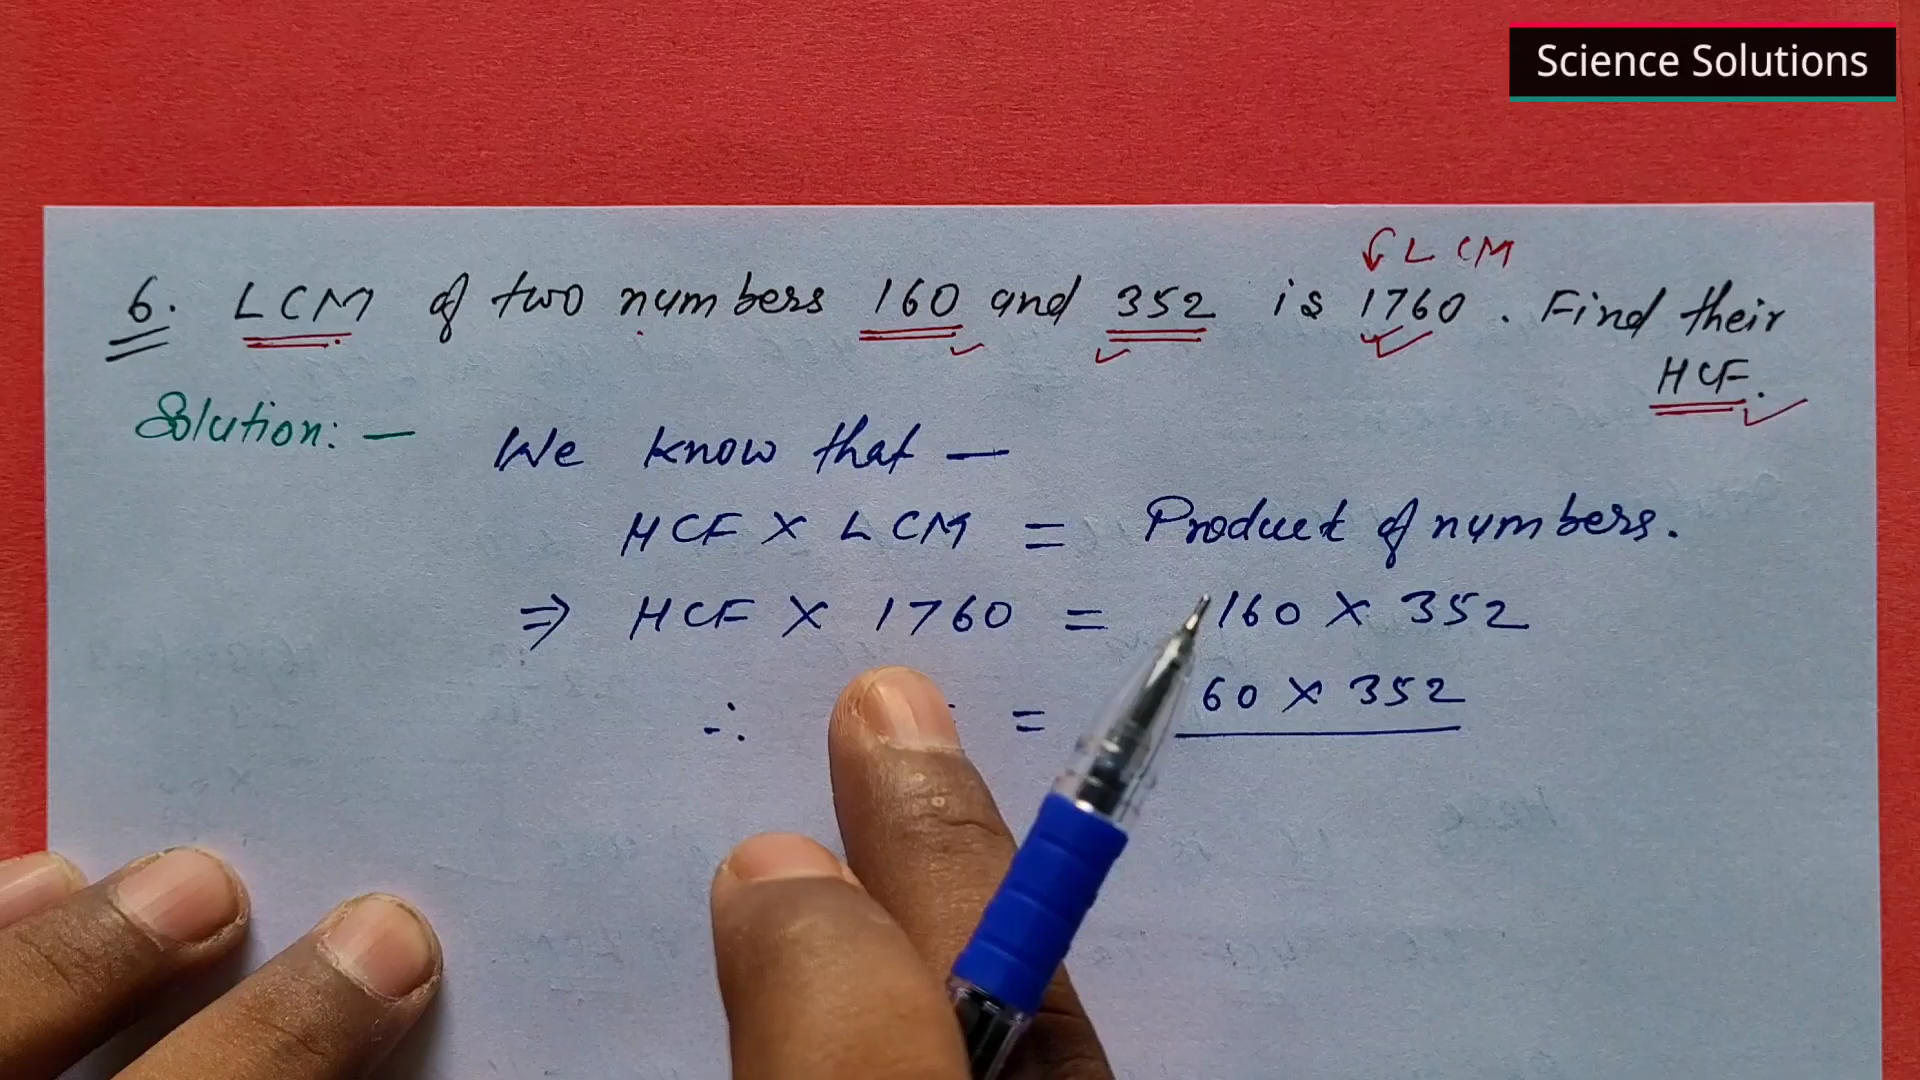 Science Solutions
LCM
6. LCM of two numbers 160 and 352 is 1760. Find their
HCF.
Solution: —
We know that —
HCF × LCM = Product of numbers.
⇒ HCF × 1760 = 160 × 352
∴ = 60 × 352